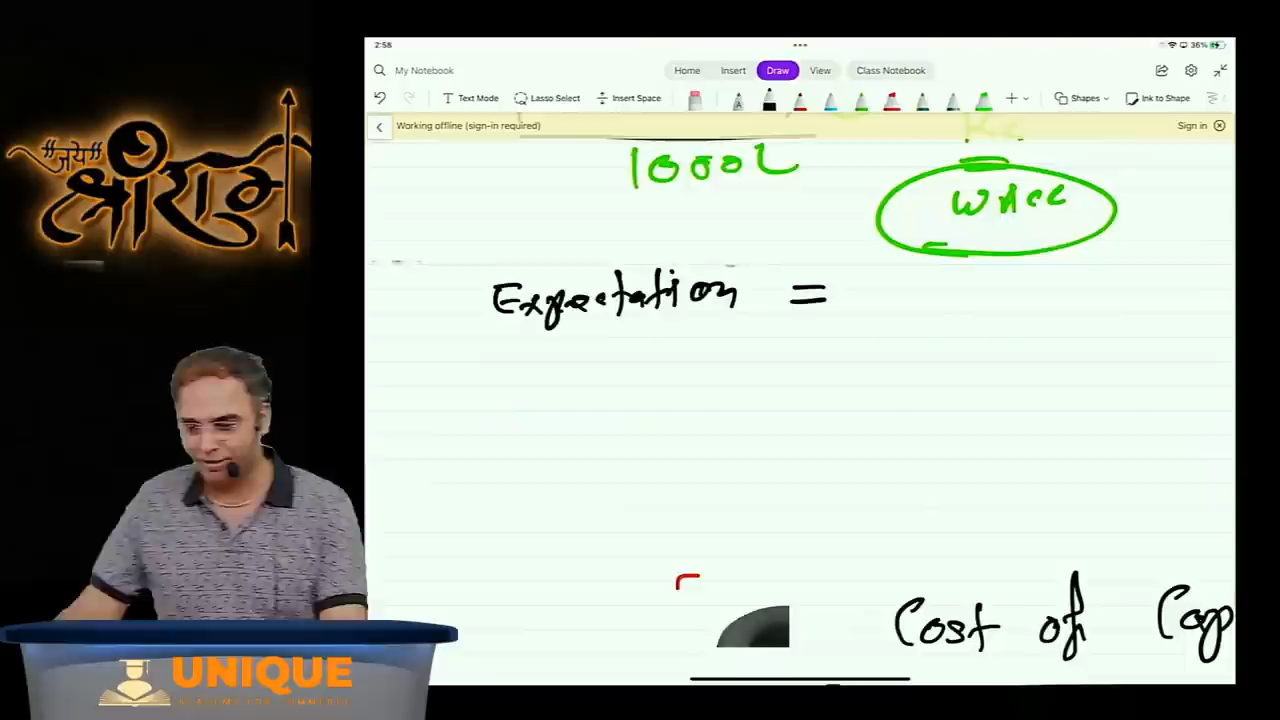 "जय"
श्रीराम
2:58
36%
My Notebook
Home Insert Draw View Class Notebook
Text Mode Lasso Select Insert Space Shapes Ink to Shape
Working offline (sign-in required) Sign in
1000L
WACC
Expectation =
Cost of Cap
UNIQUE